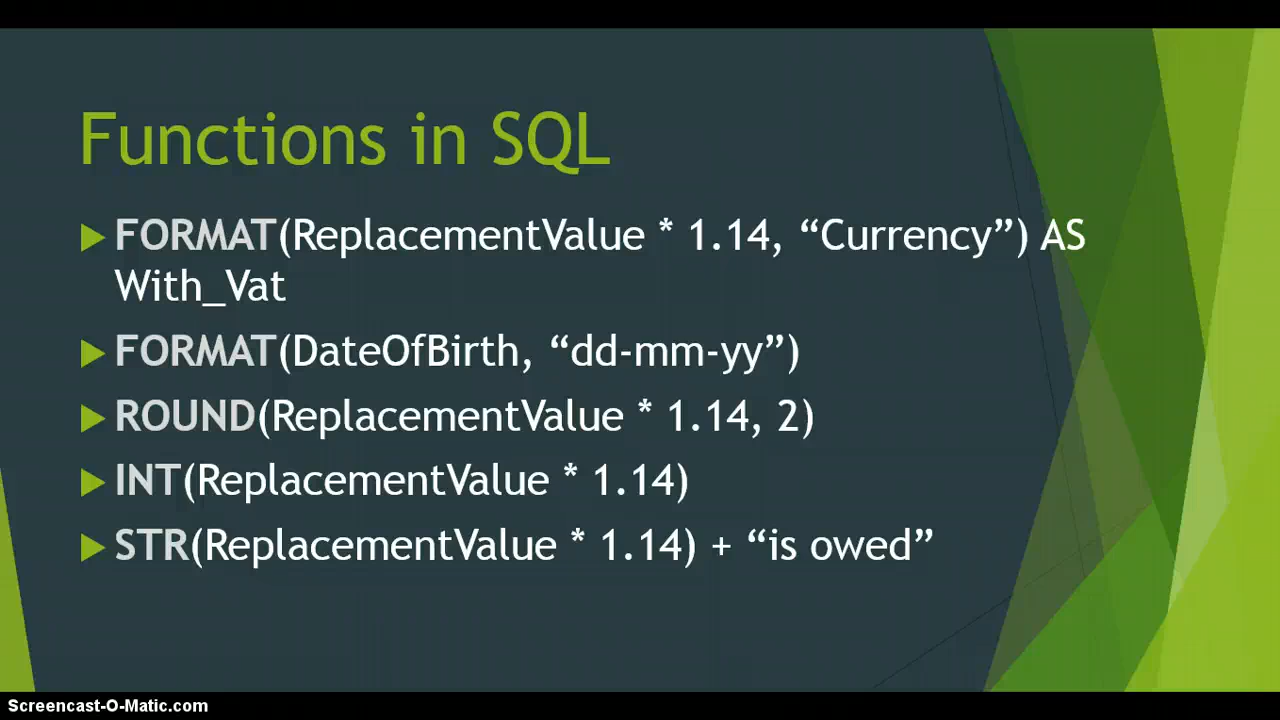 Functions in SQL
FORMAT(ReplacementValue * 1.14, “Currency”) AS
With_Vat
FORMAT(DateOfBirth, “dd-mm-yy”)
ROUND(ReplacementValue * 1.14, 2)
INT(ReplacementValue * 1.14)
STR(ReplacementValue * 1.14) + “is owed”
Screencast-O-Matic.com